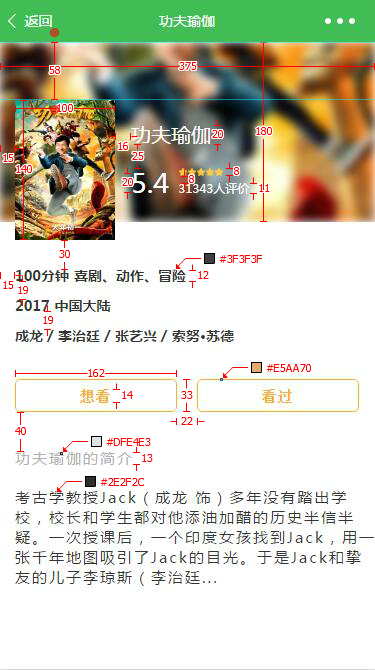 返回
功夫瑜伽
58
375
100
功夫瑜伽
20
180
16
25
15
140
5.4
20
8
8
31343人评价
11
30
#3F3F3F
100分钟 喜剧、动作、冒险
12
15
19
2017 中国大陆
19
成龙 / 李治廷 / 张艺兴 / 索努·苏德
#E5AA70
162
想看
14
33
看过
22
40
#DFE4E3
功夫瑜伽的简介
13
#2E2F2C
考古学教授Jack（成龙 饰）多年没有踏出学
校，校长和学生都对他添油加醋的历史半信半
疑。一次授课后，一个印度女孩找到Jack，用一
张千年地图吸引了Jack的目光。于是Jack和挚
友的儿子李琼斯（李治廷...